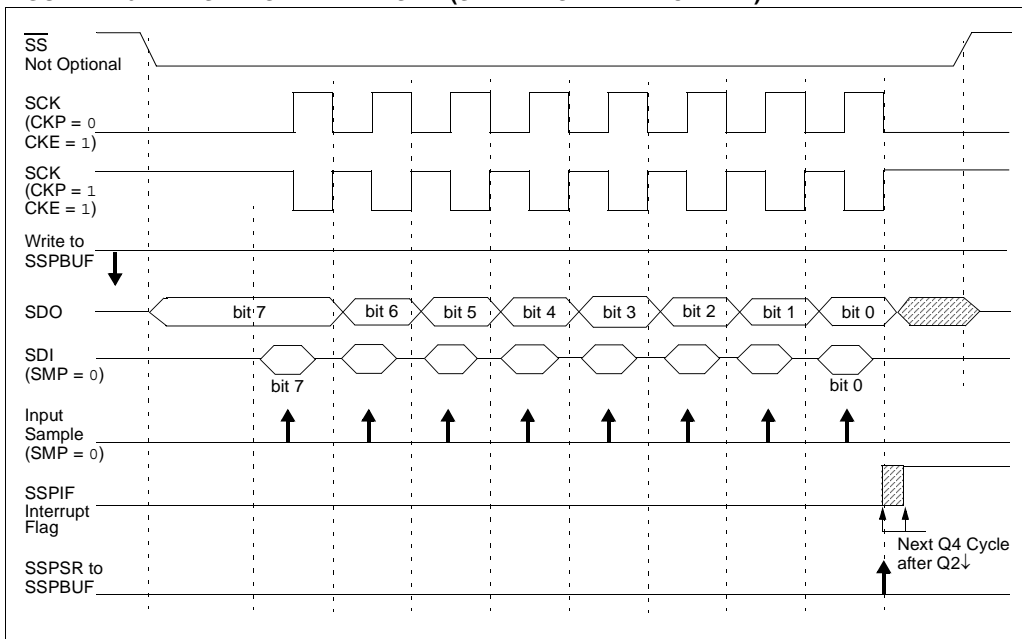 SS
Not Optional
SCK
(CKP = 0
CKE = 1)
SCK
(CKP = 1
CKE = 1)
Write to
SSPBUF
SDO
bit 7
bit 6
bit 5
bit 4
bit 3
bit 2
bit 1
bit 0
SDI
(SMP = 0)
bit 7
bit 0
Input
Sample
(SMP = 0)
SSPIF
Interrupt
Flag
Next Q4 Cycle
after Q2↓
SSPSR to
SSPBUF